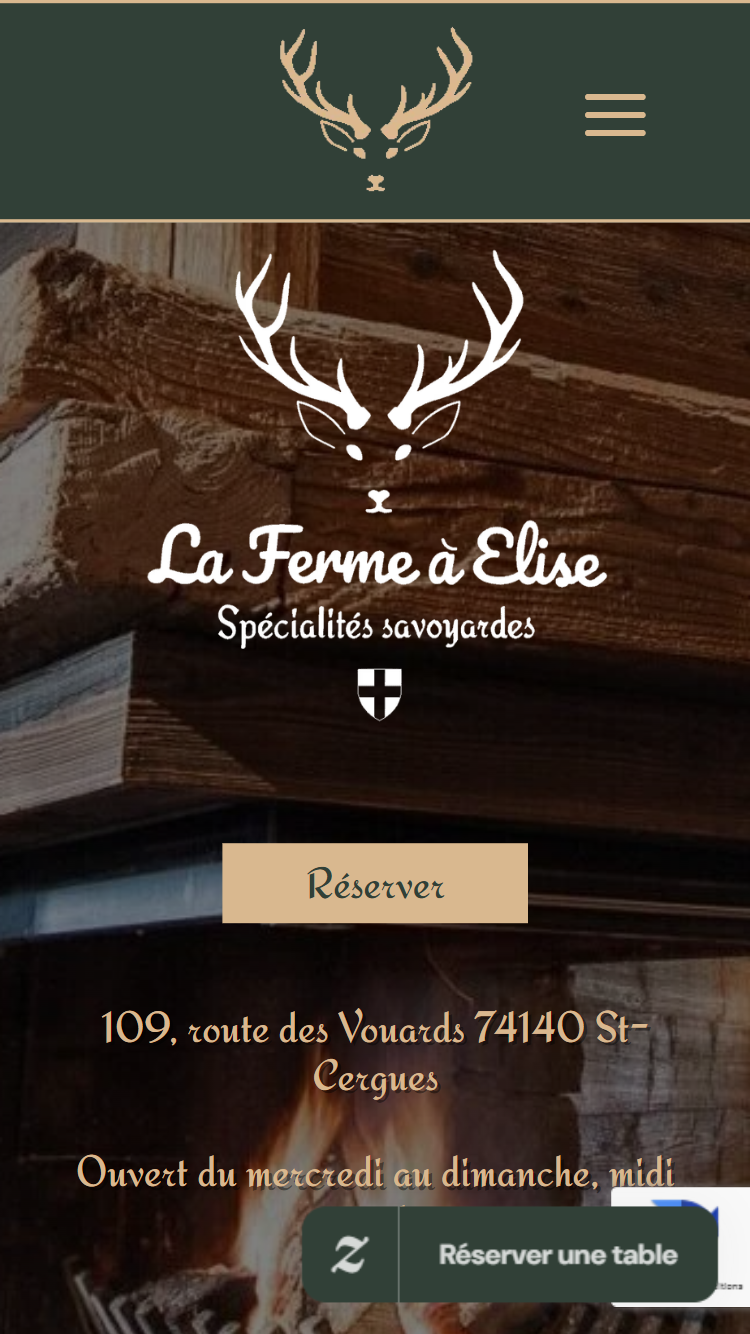 La Ferme à Elise
Spécialités savoyardes
Réserver
109, route des Vouards 74140 St-
Cergues
Ouvert du mercredi au dimanche, midi
Réserver une table